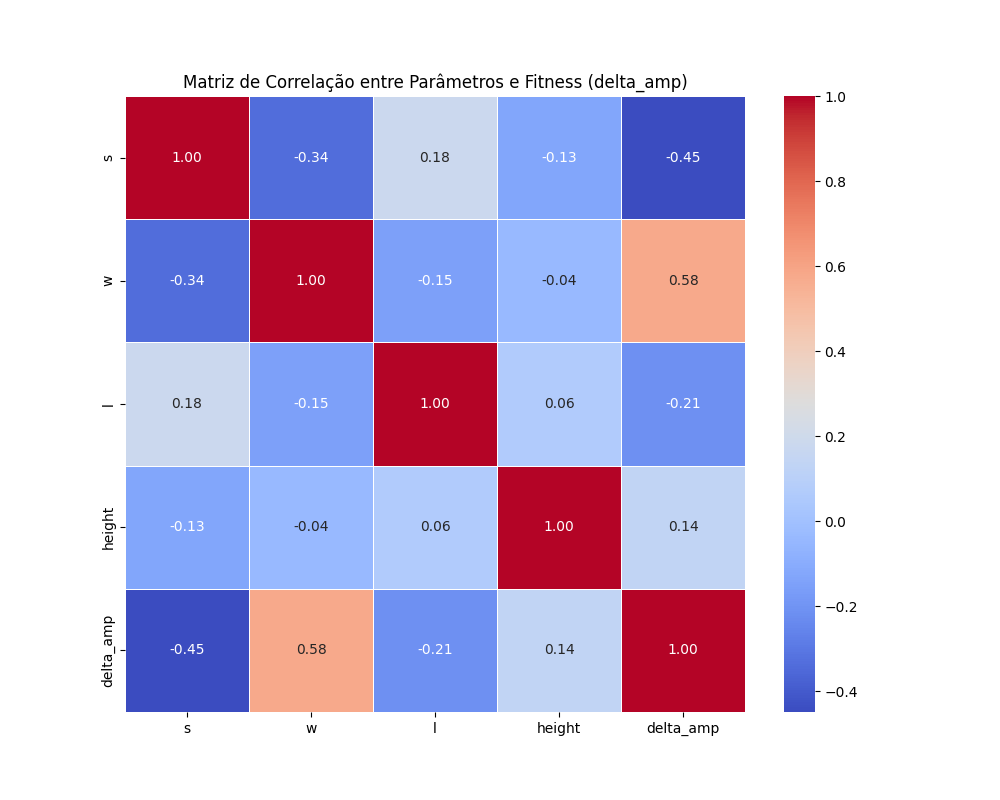 Matriz de Correlação entre Parâmetros e Fitness (delta_amp)
s 1.00 -0.34 0.18 -0.13 -0.45
w -0.34 1.00 -0.15 -0.04 0.58
l 0.18 -0.15 1.00 0.06 -0.21
height -0.13 -0.04 0.06 1.00 0.14
delta_amp -0.45 0.58 -0.21 0.14 1.00
s w l height delta_amp
1.0
0.8
0.6
0.4
0.2
0.0
−0.2
−0.4